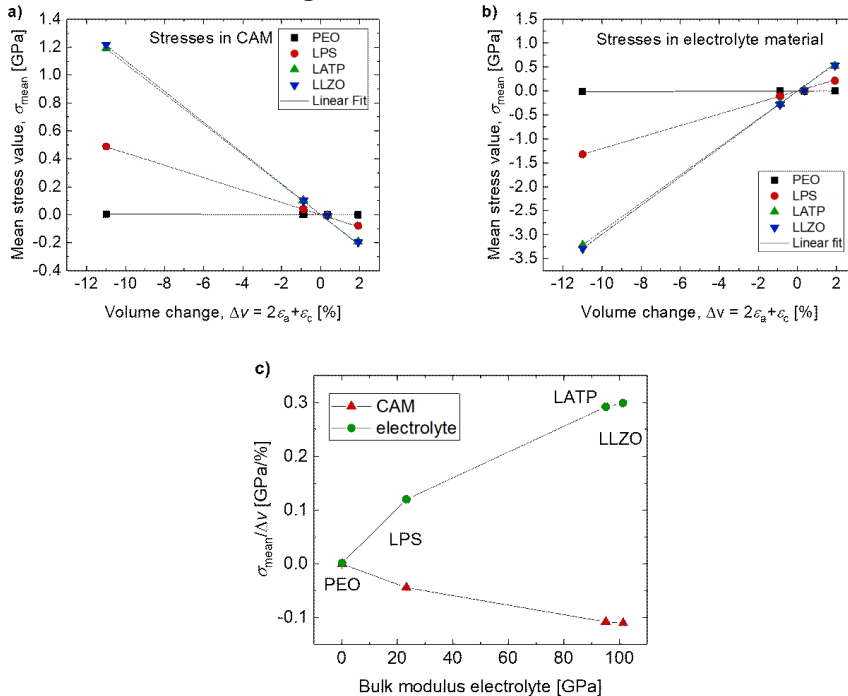 a)
Stresses in CAM
PEO
LPS
LATP
LLZO
Linear Fit
Mean stress value, σmean [GPa]
1.4
1.2
1.0
0.8
0.6
0.4
0.2
0.0
-0.2
-0.4
-12 -10 -8 -6 -4 -2 0 2
Volume change, Δv = 2εa+εc [%]
b)
Stresses in electrolyte material
PEO
LPS
LATP
LLZO
Linear fit
Mean stress value, σmean [GPa]
1.0
0.5
0.0
-0.5
-1.0
-1.5
-2.0
-2.5
-3.0
-3.5
-12 -10 -8 -6 -4 -2 0 2
Volume change, Δv = 2εa+εc [%]
c)
CAM
electrolyte
LATP
LLZO
LPS
PEO
σmean/Δv [GPa/%]
0.3
0.2
0.1
0.0
-0.1
0 20 40 60 80 100
Bulk modulus electrolyte [GPa]